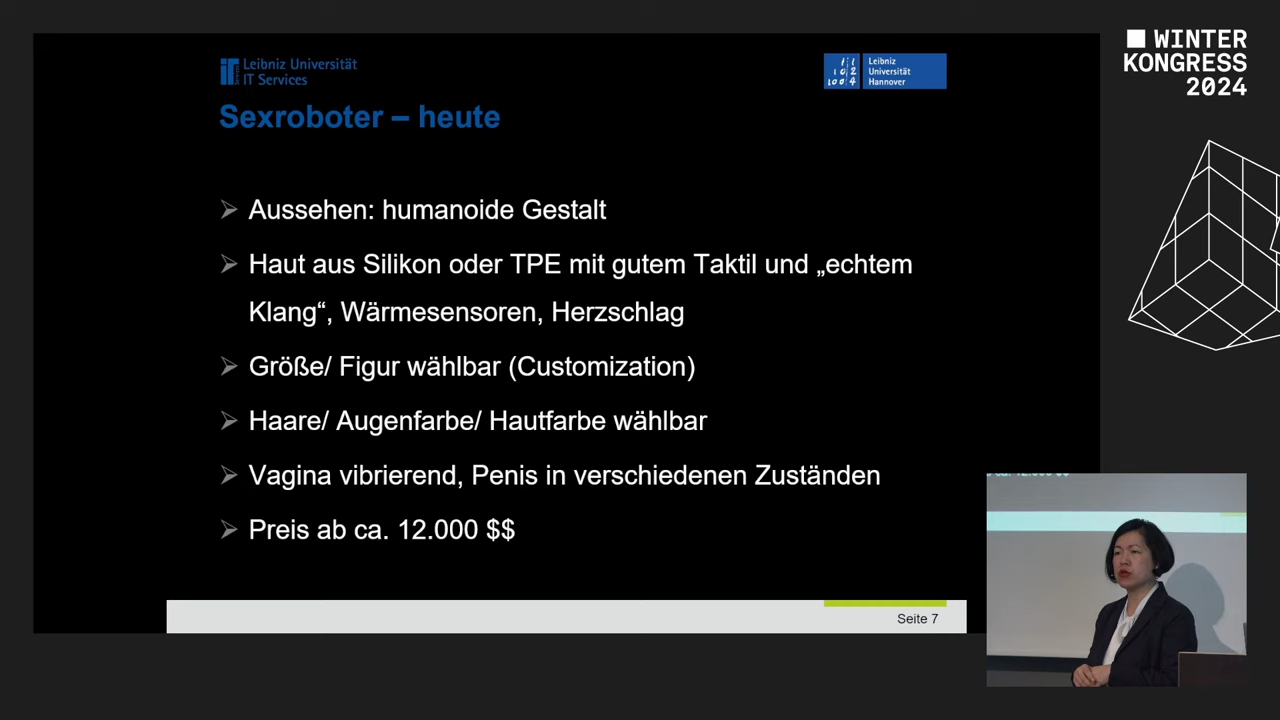 WINTER
KONGRESS
2024
Leibniz Universität
IT Services
Leibniz
Universität
Hannover
Sexroboter – heute
Aussehen: humanoide Gestalt
Haut aus Silikon oder TPE mit gutem Taktil und „echtem
Klang“, Wärmesensoren, Herzschlag
Größe/ Figur wählbar (Customization)
Haare/ Augenfarbe/ Hautfarbe wählbar
Vagina vibrierend, Penis in verschiedenen Zuständen
Preis ab ca. 12.000 $$
Seite 7